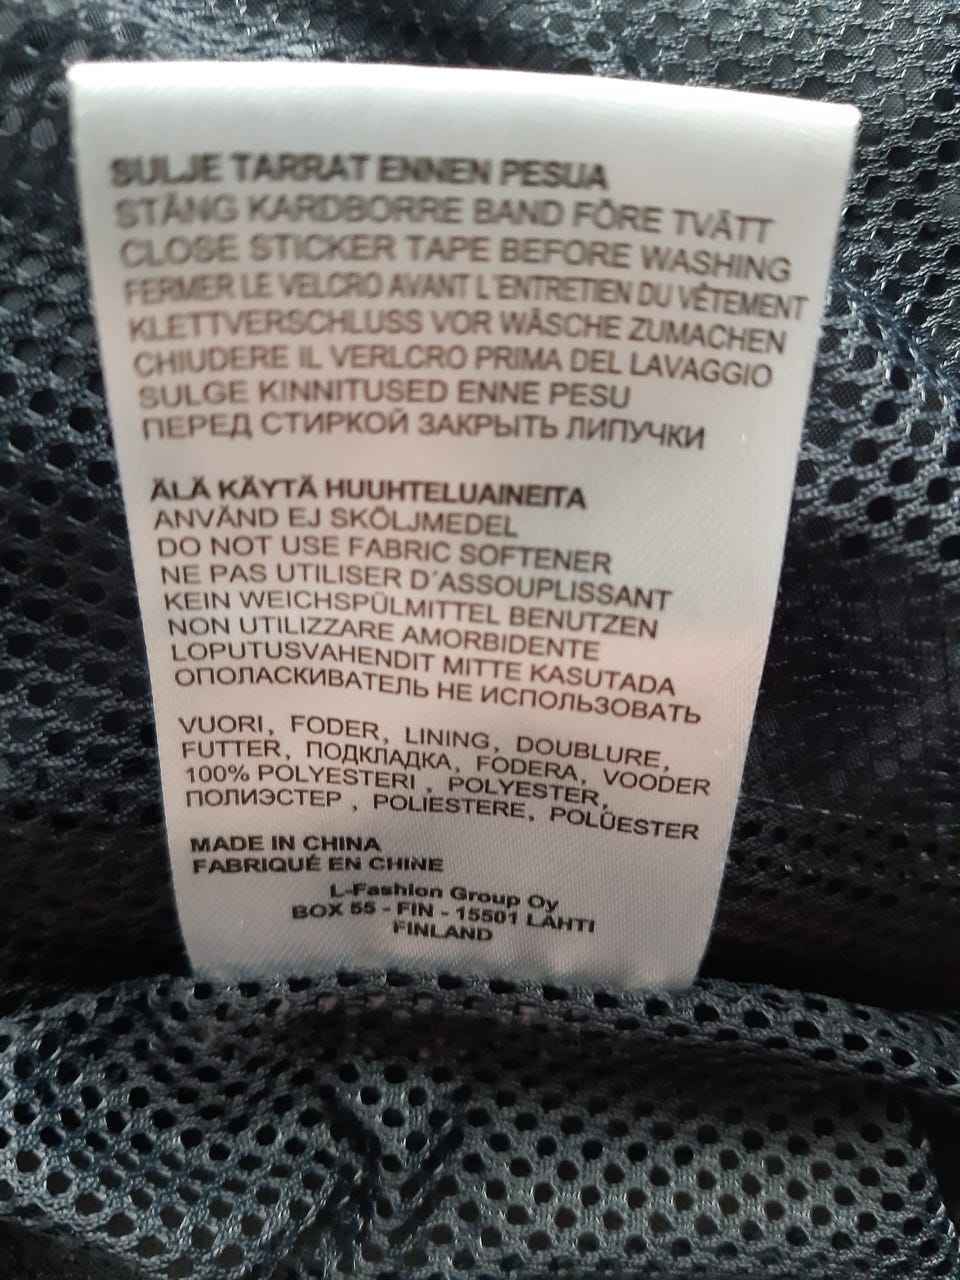 SULJE TARRAT ENNEN PESUA
STÄNG KARDBORRE BAND FÖRE TVÄTT
CLOSE STICKER TAPE BEFORE WASHING
FERMER LE VELCRO AVANT L´ENTRETIEN DU VÊTEMENT
KLETTVERSCHLUSS VOR WÄSCHE ZUMACHEN
CHIUDERE IL VERLCRO PRIMA DEL LAVAGGIO
SULGE KINNITUSED ENNE PESU
ПЕРЕД СТИРКОЙ ЗАКРЫТЬ ЛИПУЧКИ
ÄLÄ KÄYTÄ HUUHTELUAINEITA
ANVÄND EJ SKÖLJMEDEL
DO NOT USE FABRIC SOFTENER
NE PAS UTILISER D´ASSOUPLISSANT
KEIN WEICHSPÜLMITTEL BENUTZEN
NON UTILIZZARE AMORBIDENTE
LOPUTUSVAHENDIT MITTE KASUTADA
ОПОЛАСКИВАТЕЛЬ НЕ ИСПОЛЬЗОВАТЬ
VUORI, FODER, LINING, DOUBLURE,
FUTTER, ПОДКЛАДКА, FODERA, VOODER
100% POLYESTERI , POLYESTER,
ПОЛИЭСТЕР , POLIESTERE, POLÜESTER
MADE IN CHINA
FABRIQUÉ EN CHINE
L-Fashion Group Oy
BOX 55 - FIN - 15501 LAHTI
FINLAND